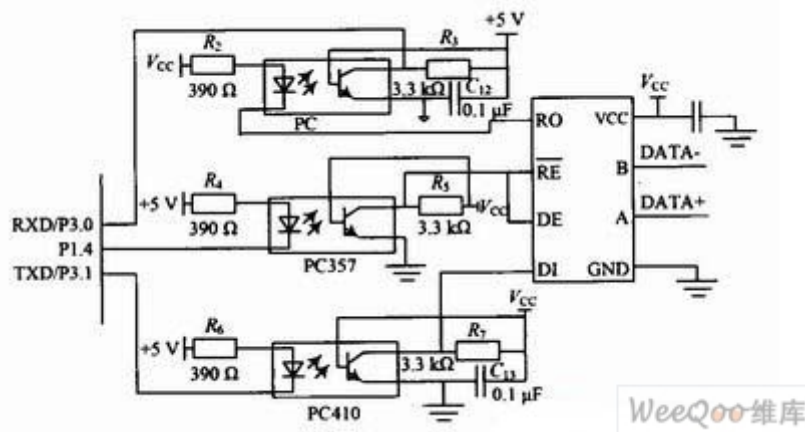 +5 V
R2
R3
VCC
390 Ω
3.3 kΩ
C12
0.1 μF
PC
VCC
RO
VCC
RE
B
DATA-
R4
R5
+5 V
VCC
390 Ω
3.3 kΩ
DE
A
DATA+
RXD/P3.0
P1.4
TXD/P3.1
PC357
DI
GND
VCC
R6
R7
+5 V
390 Ω
3.3 kΩ
C13
0.1 μF
PC410
WeeQoo维库